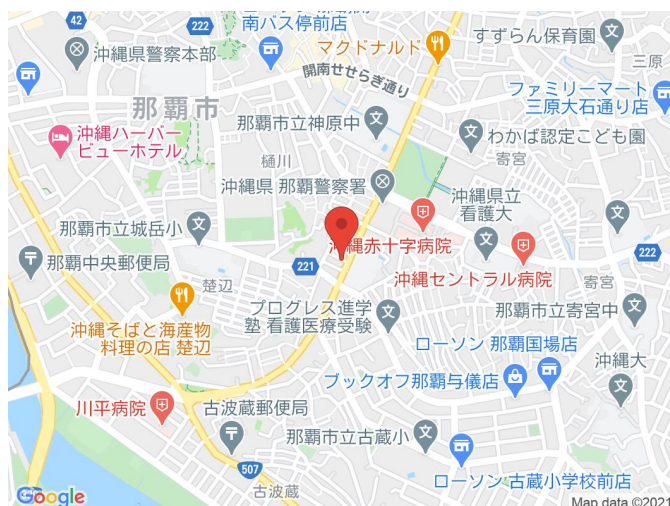 42
222
沖縄県警察本部
南バス停前店
マクドナルド
すずらん保育園
三原
開南せせらぎ通り
ファミリーマート
三原大石通り店
那覇市
那覇市立神原中
わかば認定こども園
沖縄ハーバー
ビューホテル
樋川
寄宮
沖縄県 那覇警察署
沖縄県立
看護大
那覇市立城岳小
沖縄赤十字病院
222
那覇中央郵便局
221
沖縄セントラル病院
楚辺
寄宮
プログレス進学
塾 看護医療受験
那覇市立寄宮中
沖縄そばと海産物
料理の店 楚辺
ローソン 那覇国場店
沖縄大
ブックオフ那覇与儀店
川平病院
古波蔵郵便局
那覇市立古蔵小
507
古波蔵
ローソン 古蔵小学校前店
Google
Map data ©2021